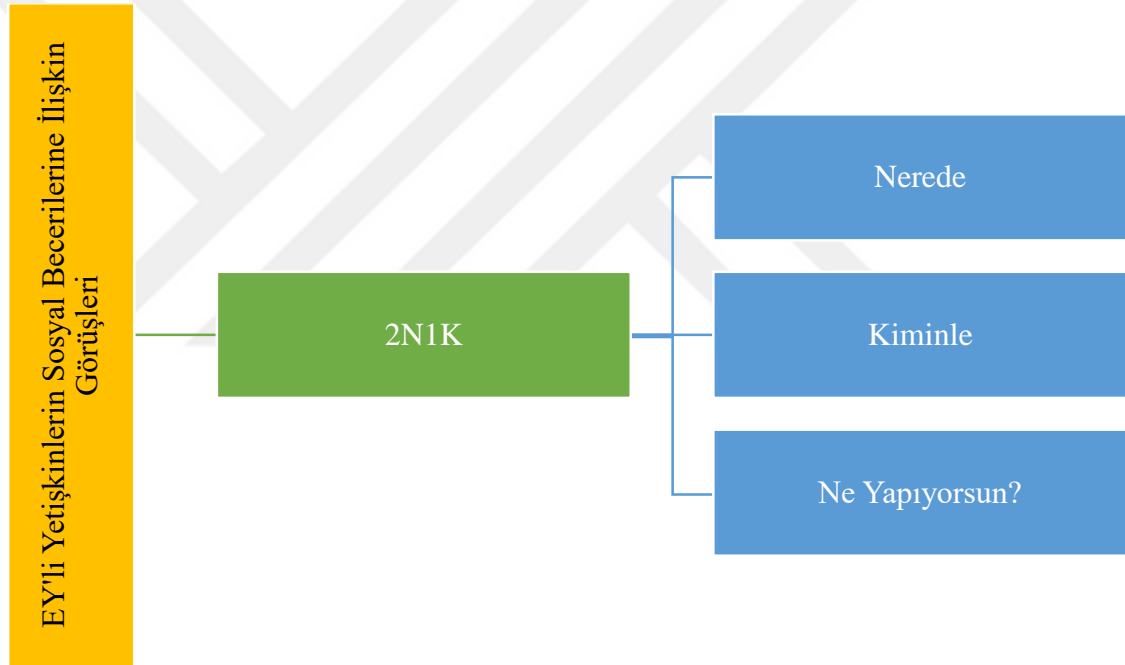 EY'li Yetişkinlerin Sosyal Becerilerine İlişkin
Görüşleri
2N1K
Nerede
Kiminle
Ne Yapıyorsun?